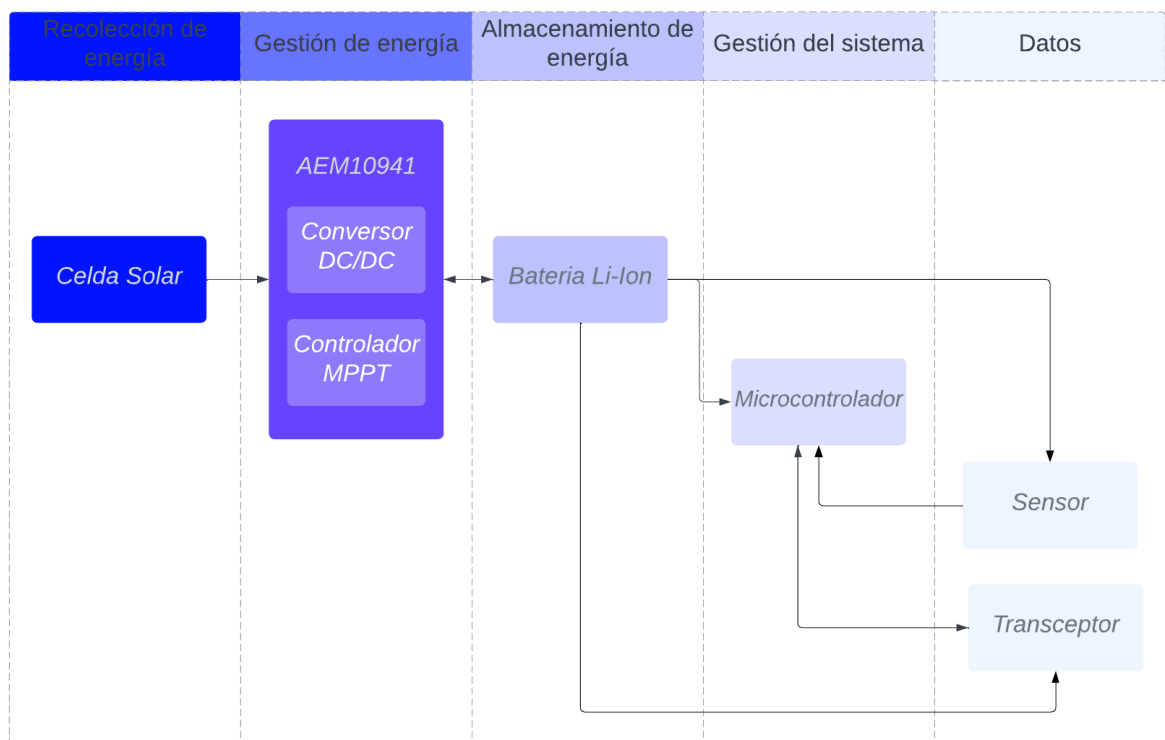 Recolección de
energía
Gestión de energía
Almacenamiento de
energía
Gestión del sistema
Datos
AEM10941
Conversor
DC/DC
Controlador
MPPT
Celda Solar
Bateria Li-Ion
Microcontrolador
Sensor
Transceptor